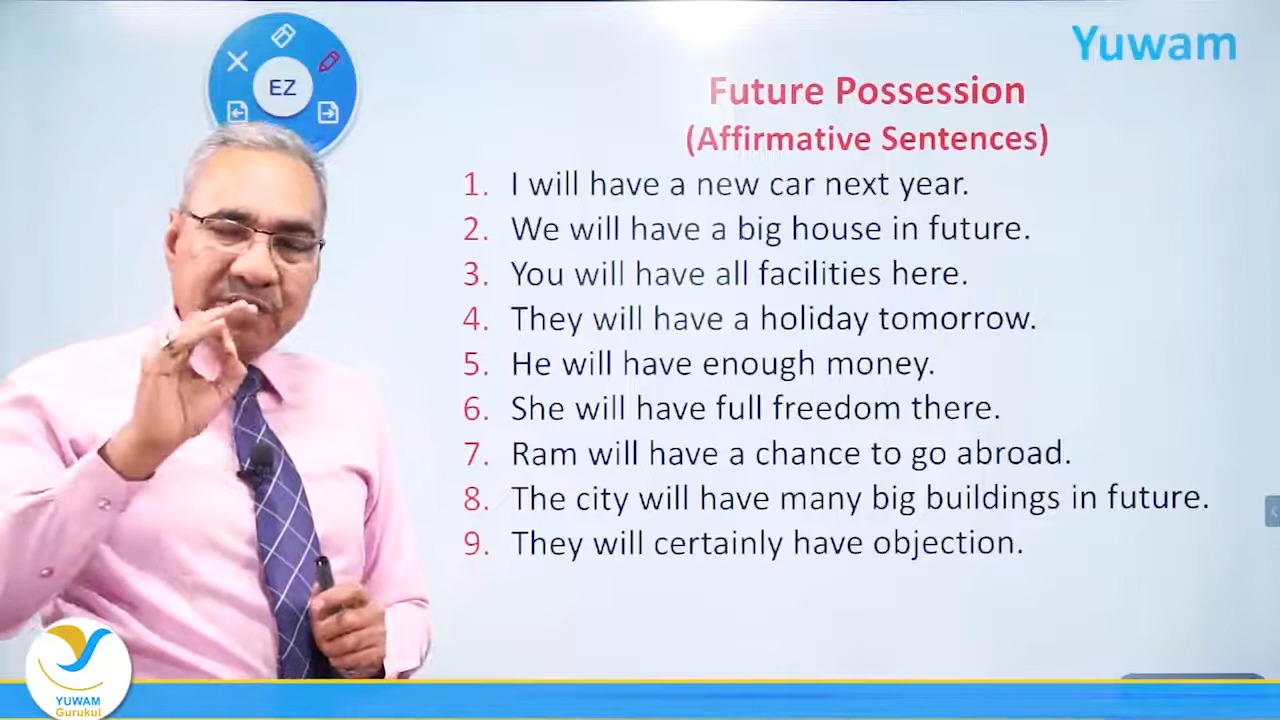 EZ
Yuwam
Future Possession
(Affirmative Sentences)
1. I will have a new car next year.
2. We will have a big house in future.
3. You will have all facilities here.
4. They will have a holiday tomorrow.
5. He will have enough money.
6. She will have full freedom there.
7. Ram will have a chance to go abroad.
8. The city will have many big buildings in future.
9. They will certainly have objection.
YUWAM
Gurukul